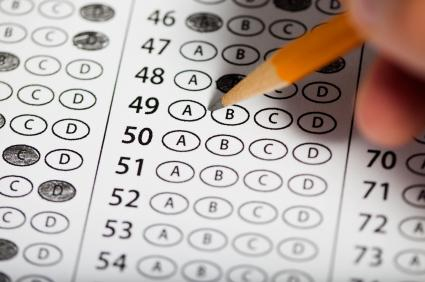 C D
46 B C D
C 47 A B C D
C D 48 A C D
C D 49 A B C D
C D 50 A B C D
C D 51 A B C D 70 A
C D 52 A B C D 71 A
C D 53 A B C D 72 A
D 54 A B C D 73 A